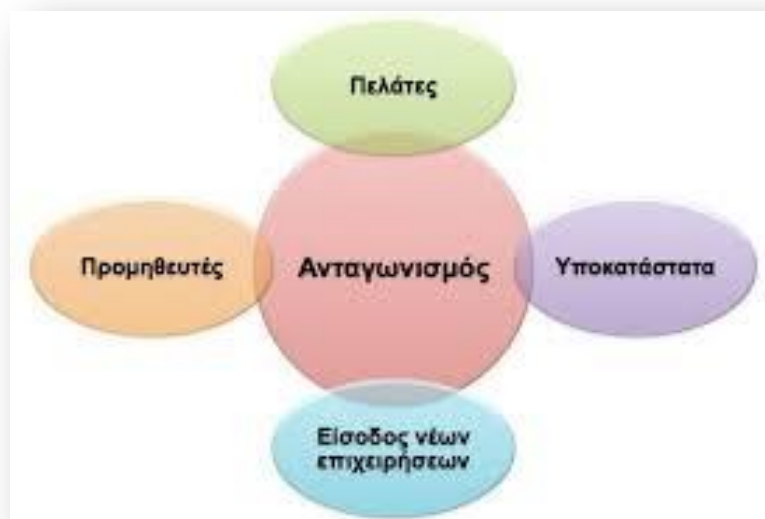 Πελάτες
Προμηθευτές
Ανταγωνισμός
Υποκατάστατα
Είσοδος νέων
επιχειρήσεων